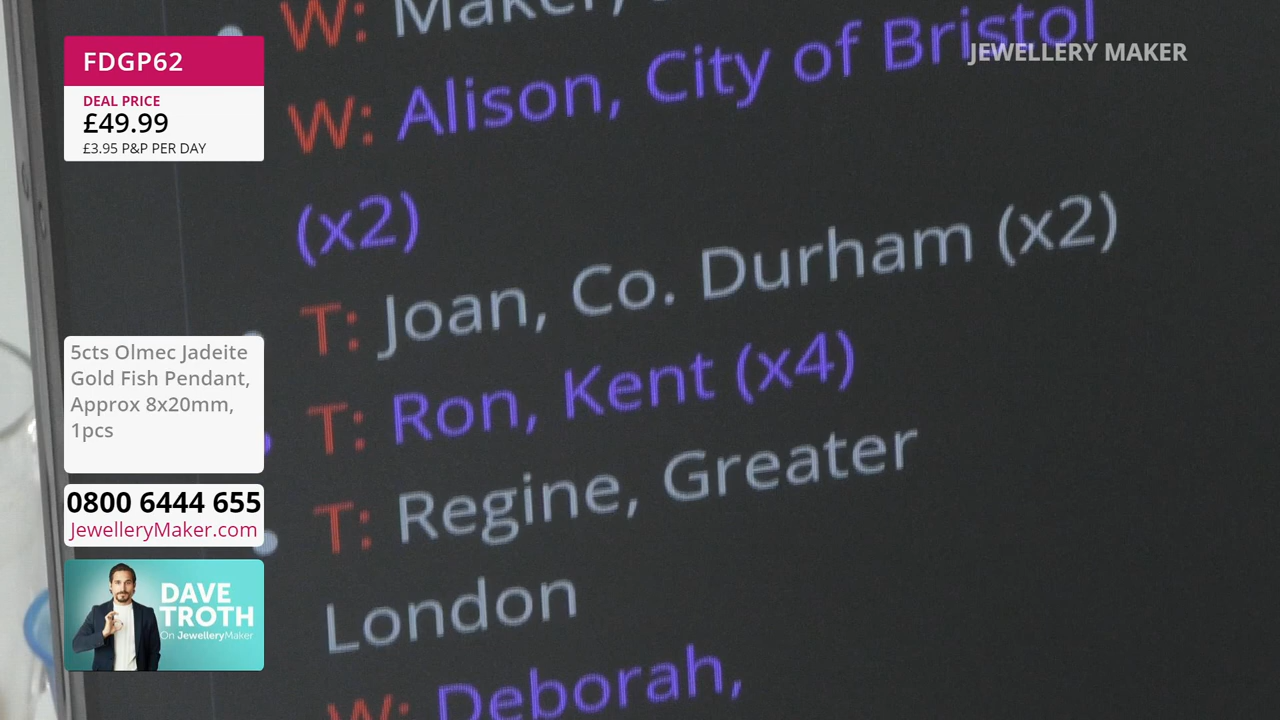 FDGP62
DEAL PRICE
£49.99
£3.95 P&P PER DAY
5cts Olmec Jadeite
Gold Fish Pendant,
Approx 8x20mm,
1pcs
0800 6444 655
JewelleryMaker.com
DAVE
TROTH
On JewelleryMaker
JEWELLERY MAKER
W: Maker,
W: Alison, City of Bristol
(x2)
T: Joan, Co. Durham (x2)
T: Ron, Kent (x4)
T: Regine, Greater
London
W: Deborah,